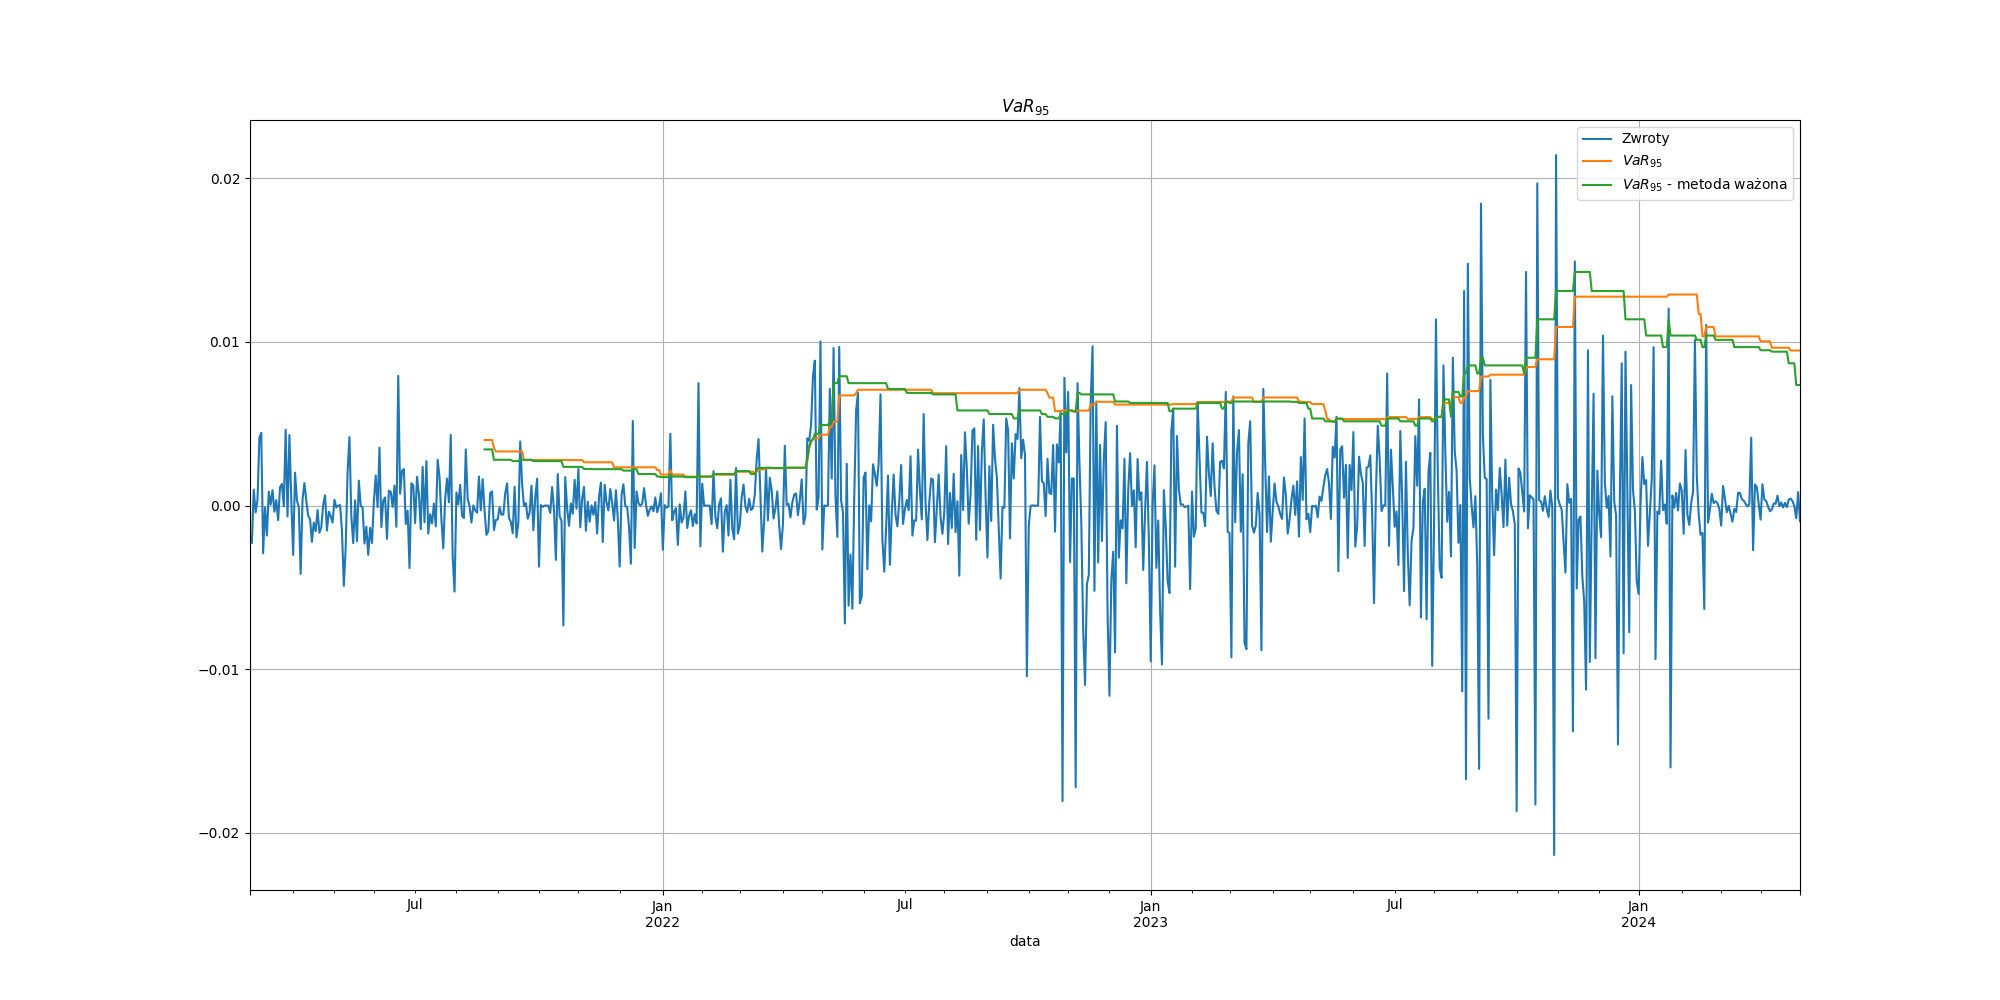 VaR₉₅
Zwroty
VaR₉₅
VaR₉₅ - metoda ważona
0.02
0.01
0.00
−0.01
−0.02
Jul
Jan
2022
Jul
Jan
2023
Jul
Jan
2024
data